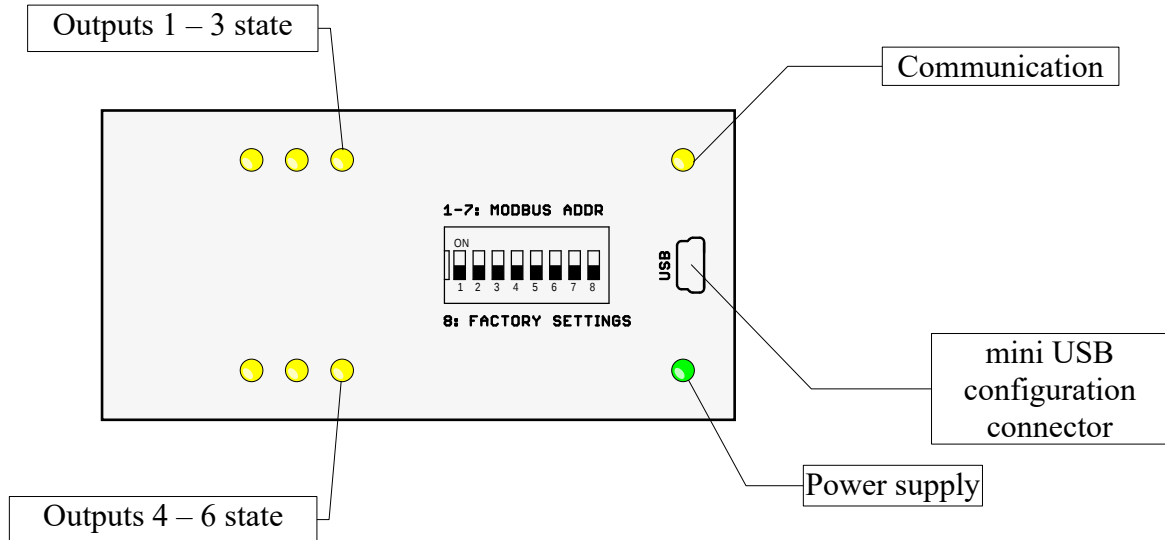 Outputs 1 – 3 state
Communication
1-7: MODBUS ADDR
ON
1 2 3 4 5 6 7 8
USB
8: FACTORY SETTINGS
mini USB
configuration
connector
Power supply
Outputs 4 – 6 state